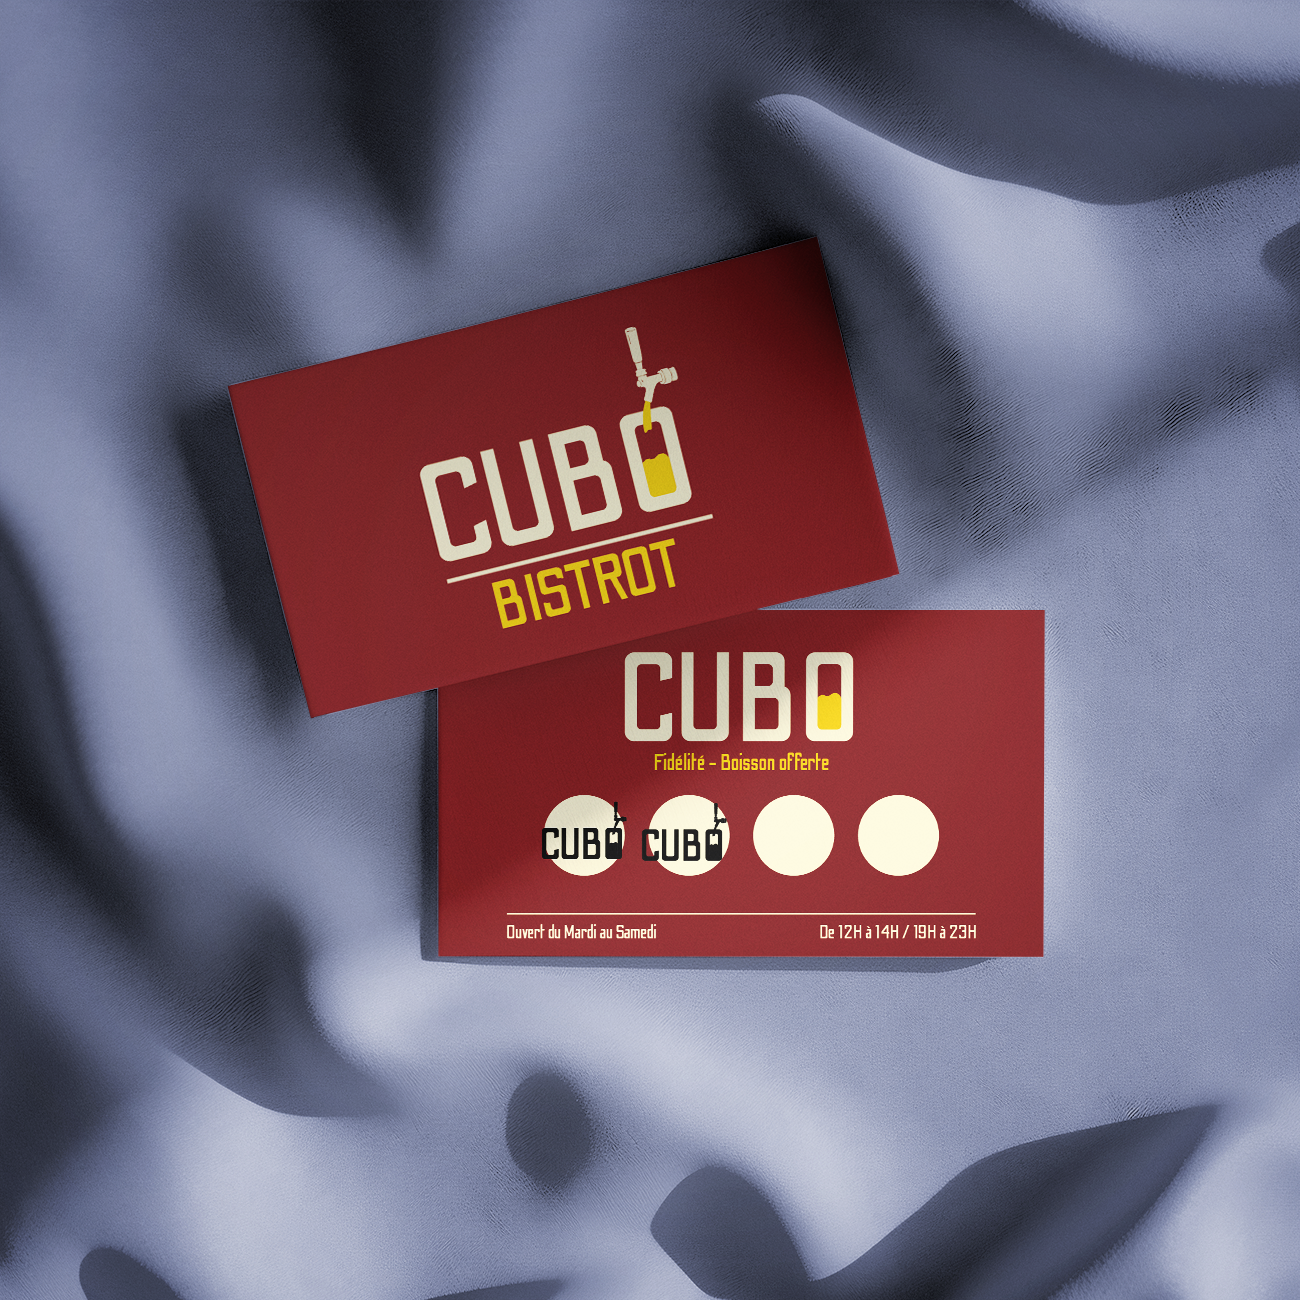 CUBO
BISTROT
CUBO
Fidélité - Boisson offerte
CUBO CUBO
Ouvert du Mardi au Samedi
De 12H à 14H / 19H à 23H